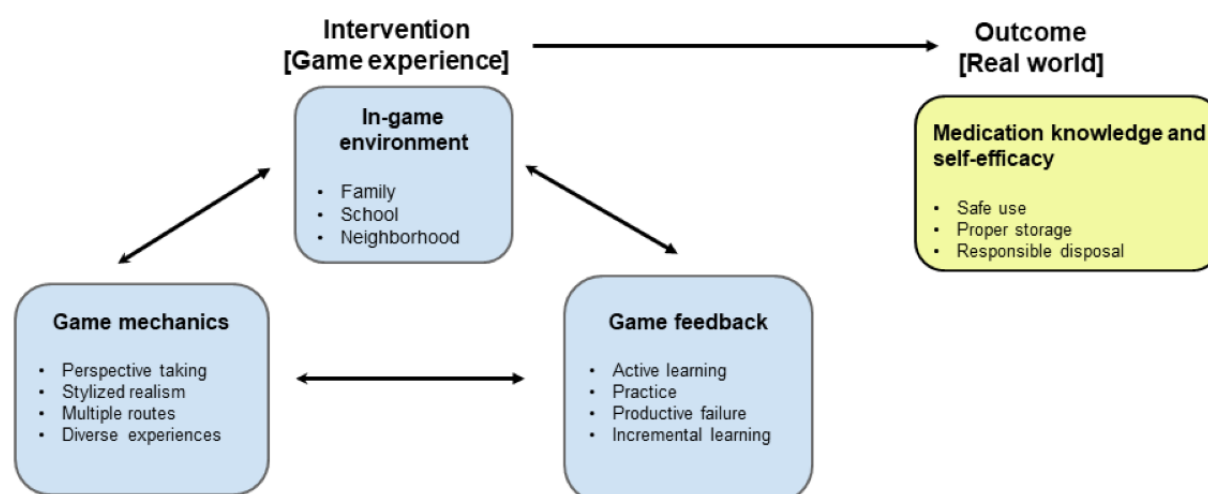 Intervention
[Game experience]
Outcome
[Real world]
In-game
environment
• Family
• School
• Neighborhood
Medication knowledge and
self-efficacy
• Safe use
• Proper storage
• Responsible disposal
Game mechanics
• Perspective taking
• Stylized realism
• Multiple routes
• Diverse experiences
Game feedback
• Active learning
• Practice
• Productive failure
• Incremental learning